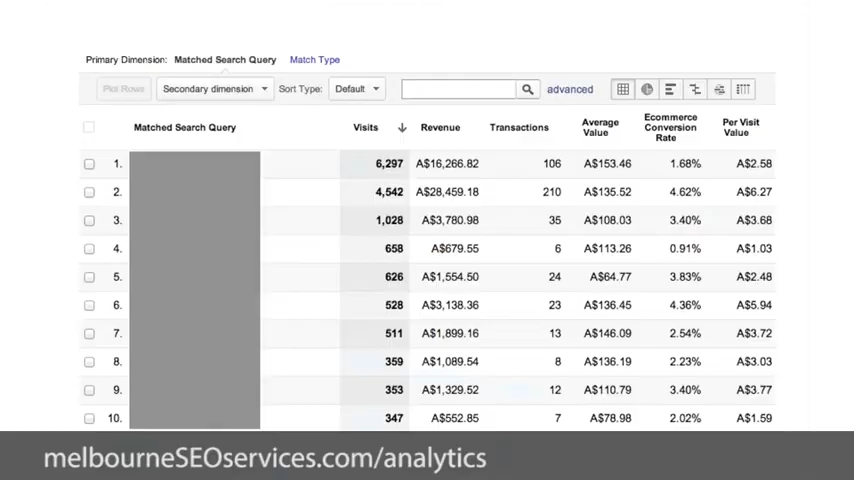 Primary Dimension: Matched Search Query Match Type
Plot Rows Secondary dimension Sort Type: Default advanced
Matched Search Query Visits Revenue Transactions Average Value Ecommerce Conversion Rate Per Visit Value
1. 6,297 A$16,266.82 106 A$153.46 1.68% A$2.58
2. 4,542 A$28,459.18 210 A$135.52 4.62% A$6.27
3. 1,028 A$3,780.98 35 A$108.03 3.40% A$3.68
4. 658 A$679.55 6 A$113.26 0.91% A$1.03
5. 626 A$1,554.50 24 A$64.77 3.83% A$2.48
6. 528 A$3,138.36 23 A$136.45 4.36% A$5.94
7. 511 A$1,899.16 13 A$146.09 2.54% A$3.72
8. 359 A$1,089.54 8 A$136.19 2.23% A$3.03
9. 353 A$1,329.52 12 A$110.79 3.40% A$3.77
10. 347 A$552.85 7 A$78.98 2.02% A$1.59
melbourneSEOservices.com/analytics